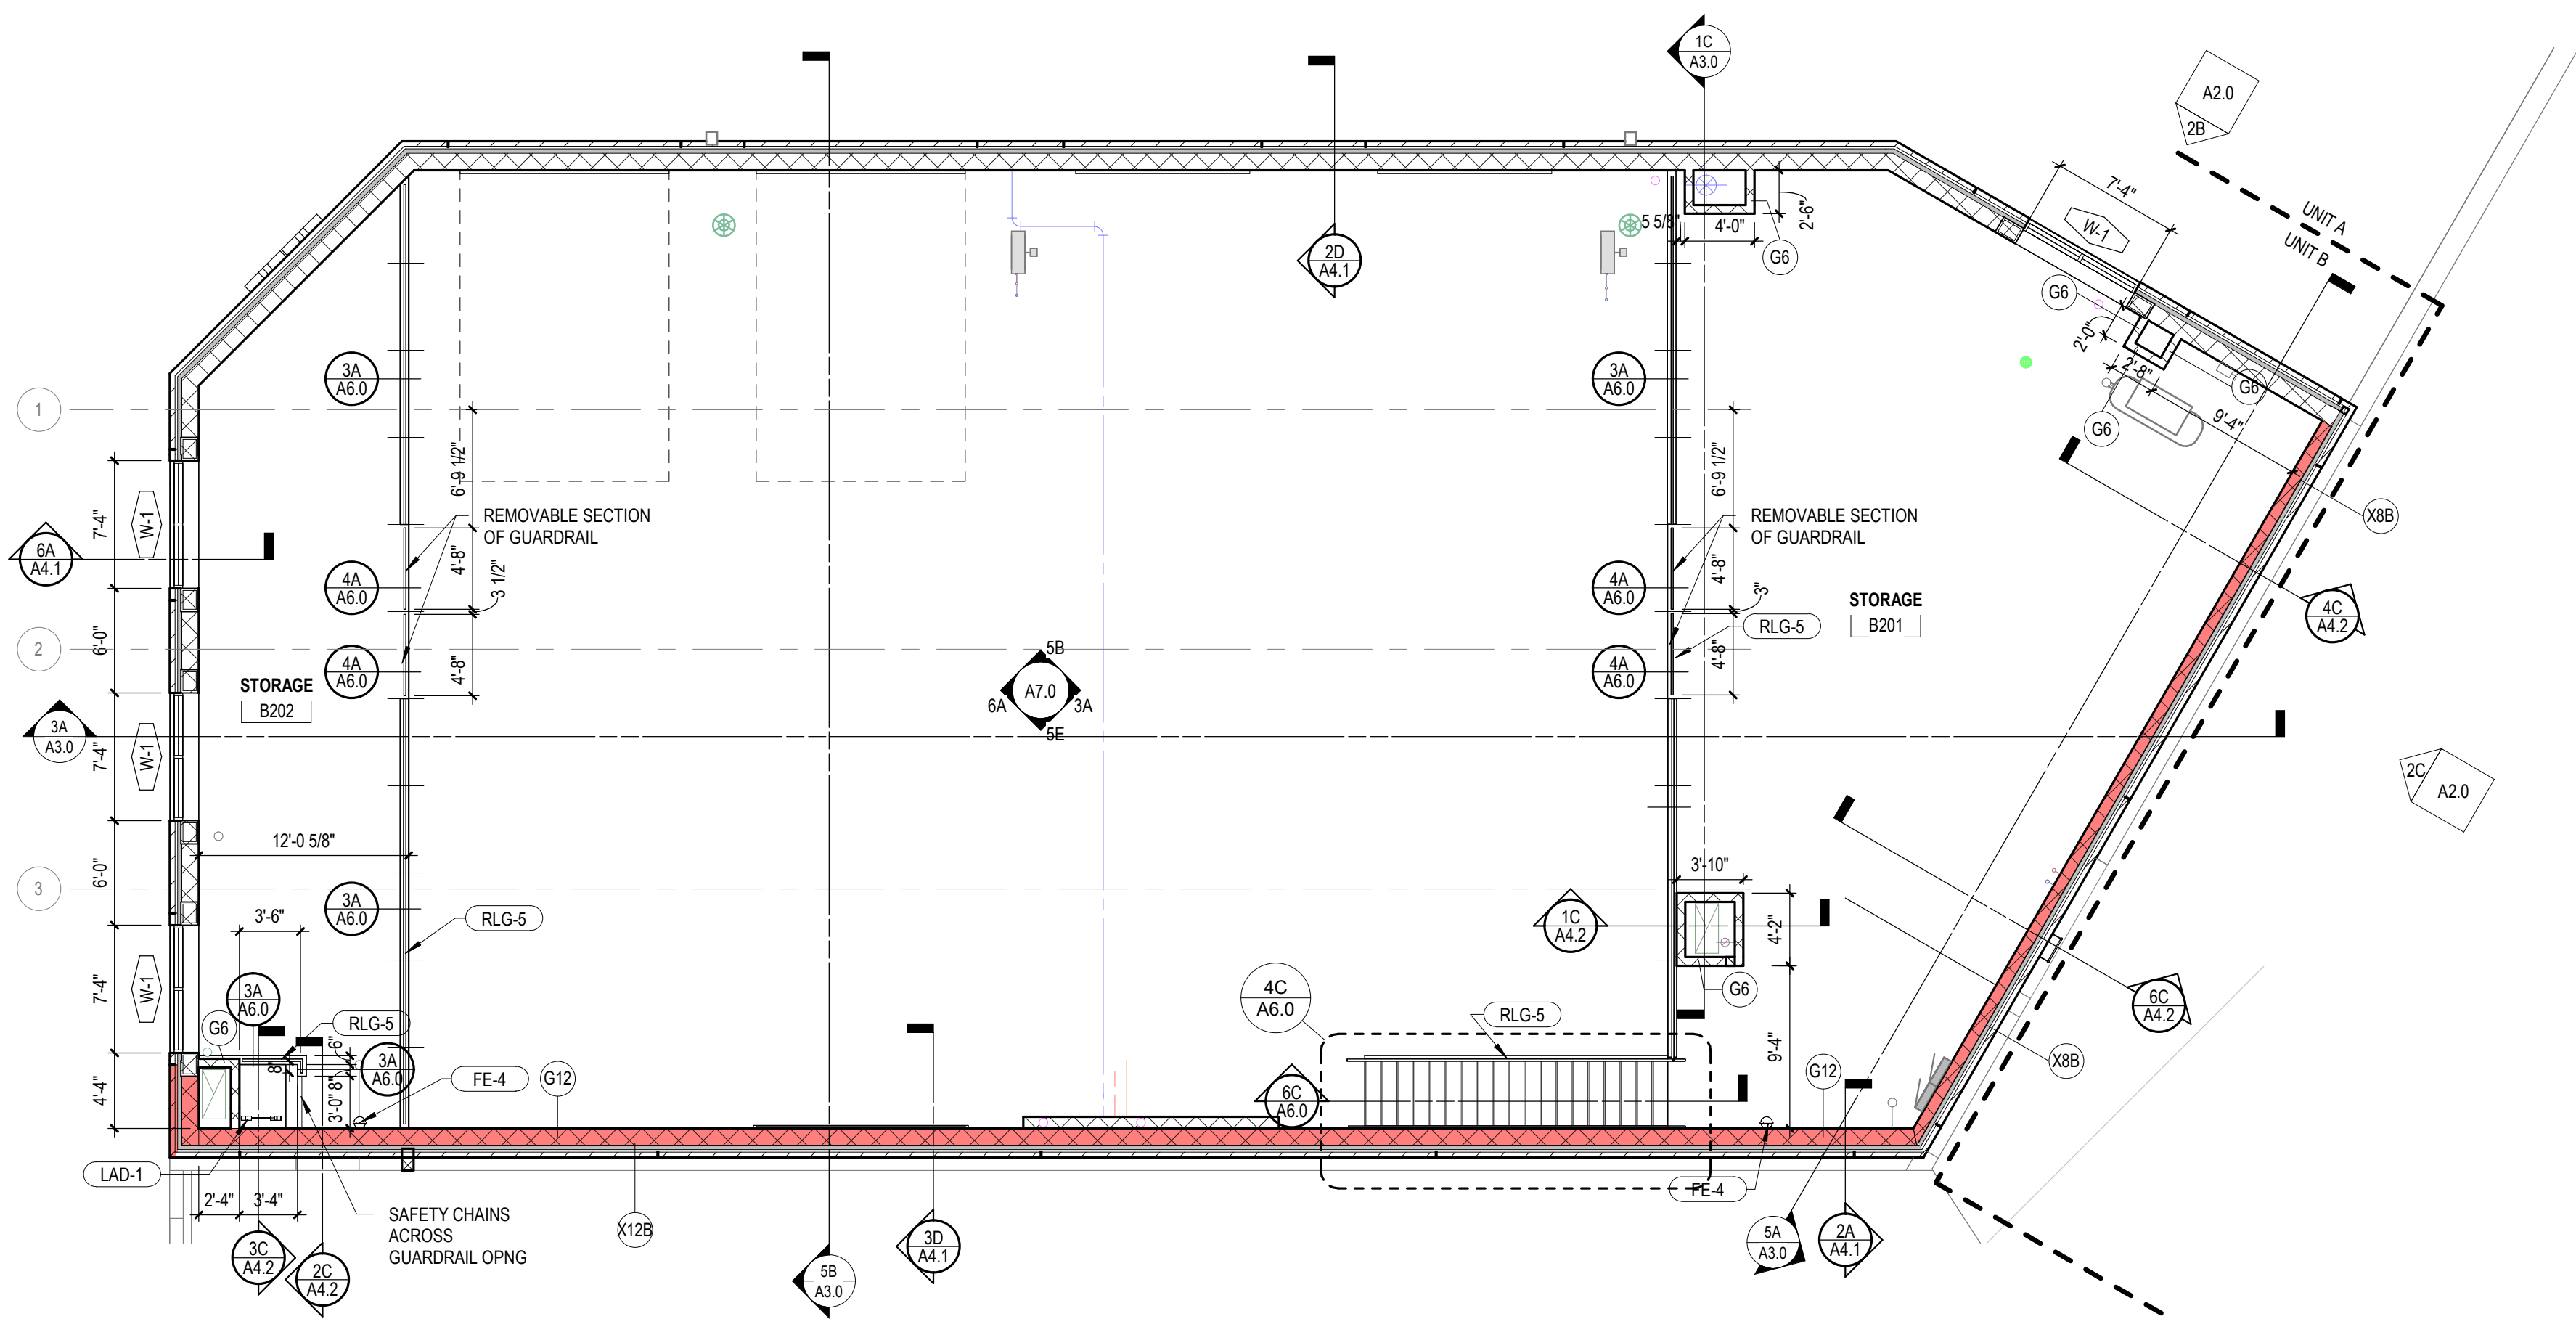 1C
A3.0
A2.0
2B
7'-4"
W-1
UNIT A
UNIT B
2D
A4.1
5 5/8"
4'-0"
2'-6"
G6
G6
2'-0"
2'-8"
G6
G6
9'-4"
X8B
1
3A
A6.0
3A
A6.0
6'-9 1/2"
6'-9 1/2"
REMOVABLE SECTION
OF GUARDRAIL
REMOVABLE SECTION
OF GUARDRAIL
7'-4"
W-1
6A
A4.1
4A
A6.0
4'-8"
3 1/2"
4A
A6.0
4'-8"
3"
STORAGE
B201
RLG-5
4C
A4.2
2
6'-0"
4A
A6.0
4'-8"
5B
A7.0
6A
3A
5E
4A
A6.0
4'-8"
STORAGE
B202
3A
A3.0
7'-4"
W-1
2C
A2.0
12'-0 5/8"
3
6'-0"
3A
A6.0
RLG-5
3'-6"
3'-10"
1C
A4.2
4'-2"
G6
7'-4"
W-1
3A
A6.0
G6
RLG-5
6"
8"
3A
A6.0
3'-0"
8"
4'-4"
FE-4
G12
4C
A6.0
RLG-5
6C
A6.0
9'-4"
G12
6C
A4.2
X8B
LAD-1
2'-4"
3'-4"
SAFETY CHAINS
ACROSS
GUARDRAIL OPNG
X12B
FE-4
3C
A4.2
2C
A4.2
5B
A3.0
3D
A4.1
5A
A3.0
2A
A4.1